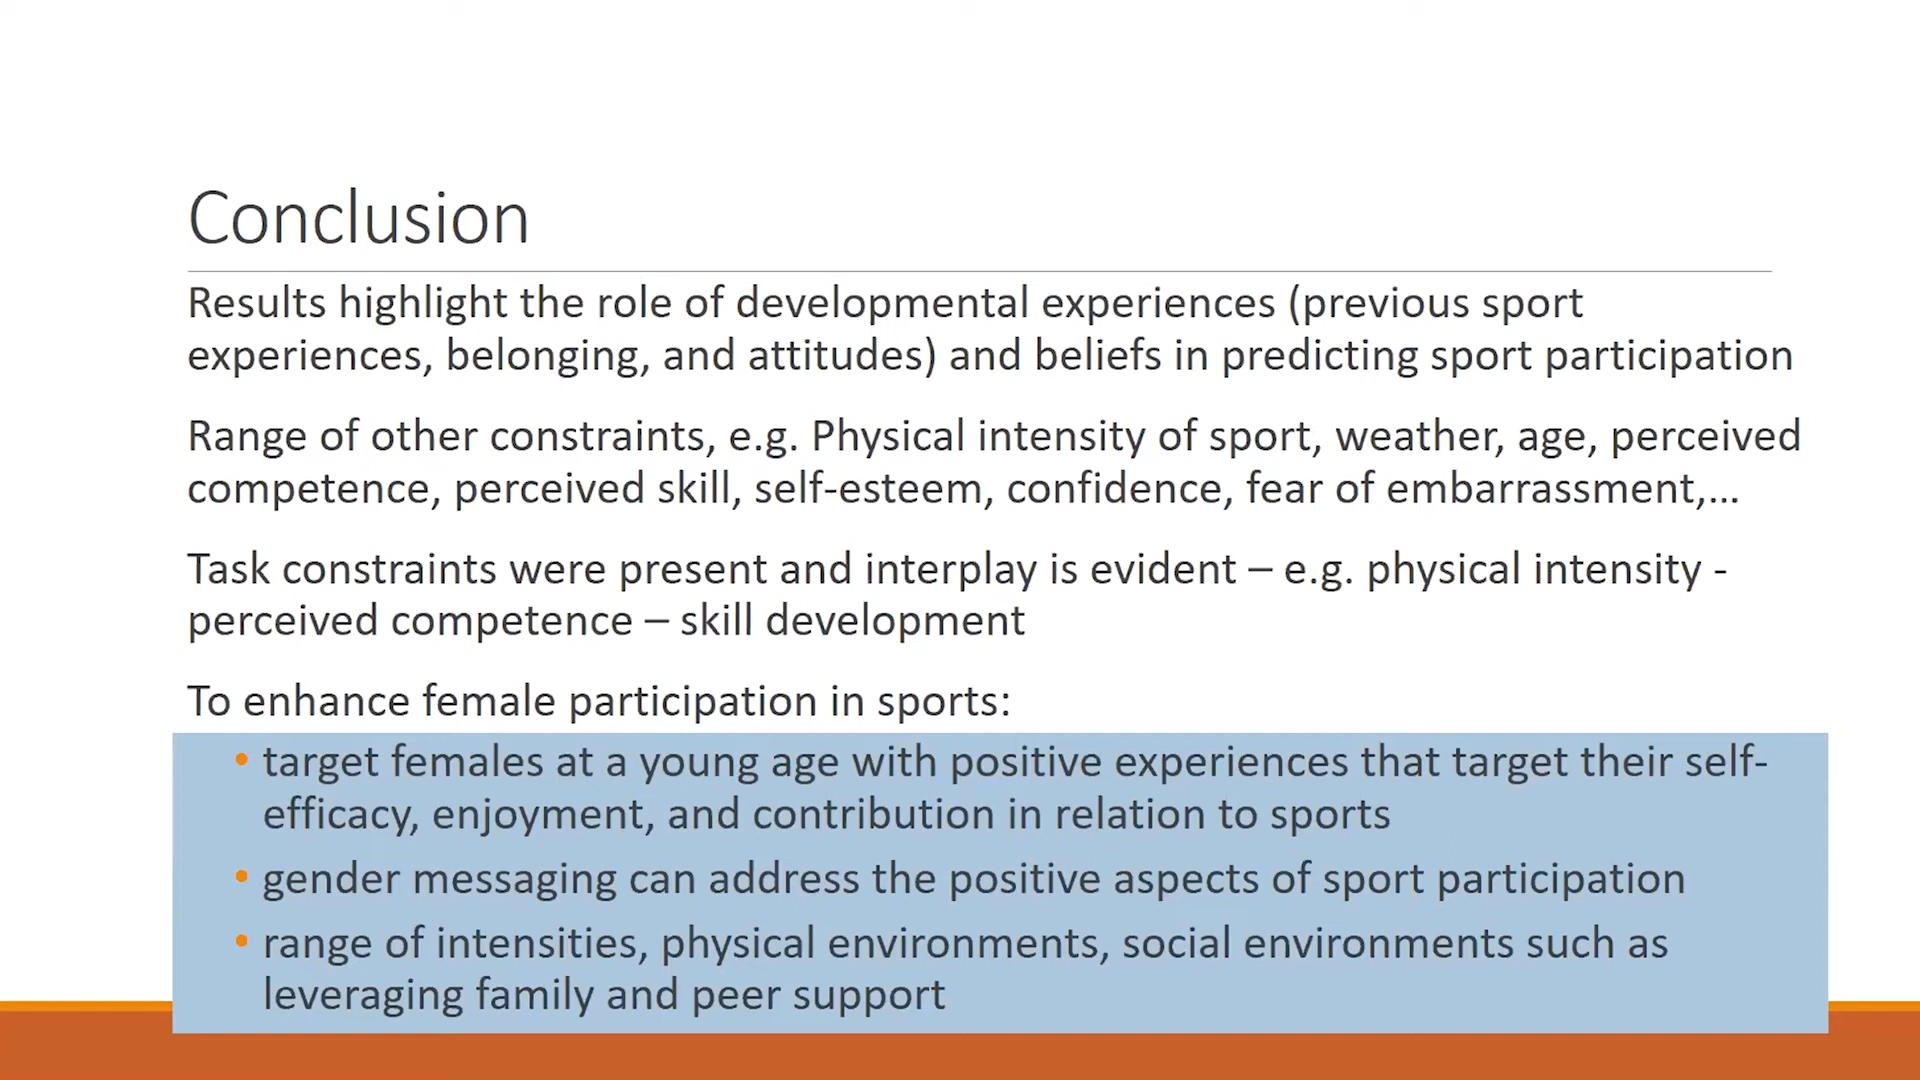 Conclusion
Results highlight the role of developmental experiences (previous sport
experiences, belonging, and attitudes) and beliefs in predicting sport participation
Range of other constraints, e.g. Physical intensity of sport, weather, age, perceived
competence, perceived skill, self-esteem, confidence, fear of embarrassment,...
Task constraints were present and interplay is evident – e.g. physical intensity -
perceived competence – skill development
To enhance female participation in sports:
• target females at a young age with positive experiences that target their self-
efficacy, enjoyment, and contribution in relation to sports
• gender messaging can address the positive aspects of sport participation
• range of intensities, physical environments, social environments such as
leveraging family and peer support